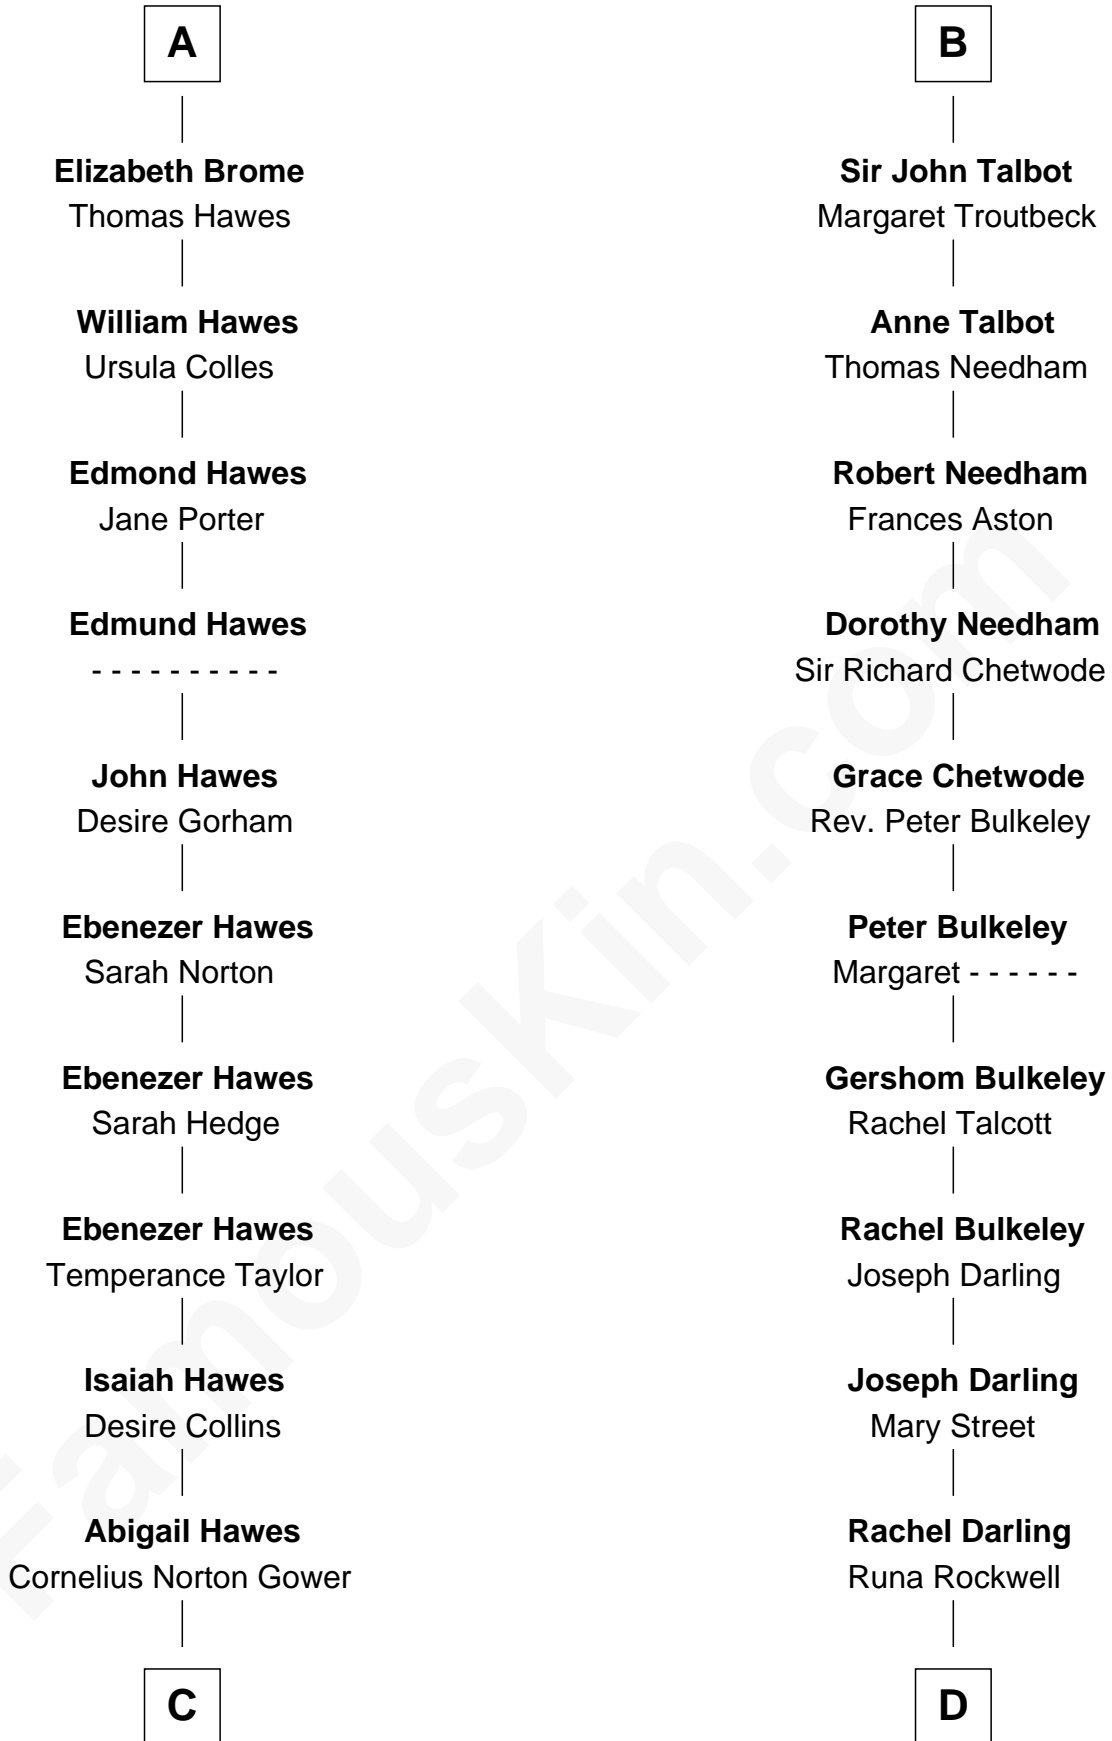 A
Elizabeth Brome
Thomas Hawes
William Hawes
Ursula Colles
Edmond Hawes
Jane Porter
Edmund Hawes
- - - - - - - - - -
John Hawes
Desire Gorham
Ebenezer Hawes
Sarah Norton
Ebenezer Hawes
Sarah Hedge
Ebenezer Hawes
Temperance Taylor
Isaiah Hawes
Desire Collins
Abigail Hawes
Cornelius Norton Gower
C
B
Sir John Talbot
Margaret Troutbeck
Anne Talbot
Thomas Needham
Robert Needham
Frances Aston
Dorothy Needham
Sir Richard Chetwode
Grace Chetwode
Rev. Peter Bulkeley
Peter Bulkeley
Margaret - - - - - -
Gershom Bulkeley
Rachel Talcott
Rachel Bulkeley
Joseph Darling
Joseph Darling
Mary Street
Rachel Darling
Runa Rockwell
D
FamousKin.com